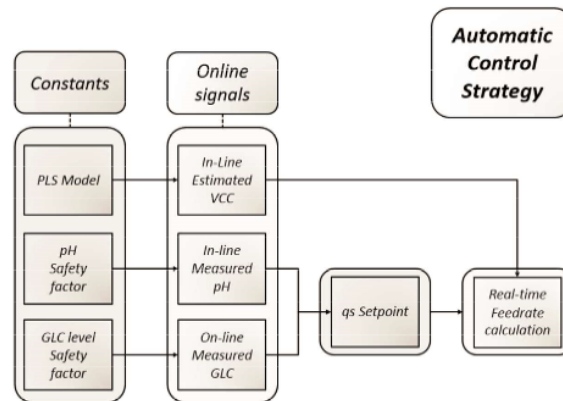 Constants
Online
signals
Automatic
Control
Strategy
PLS Model
In-Line
Estimated
VCC
pH
Safety
factor
In-line
Measured
pH
qs Setpoint
Real-time
Feedrate
calculation
GLC level
Safety
factor
On-line
Measured
GLC